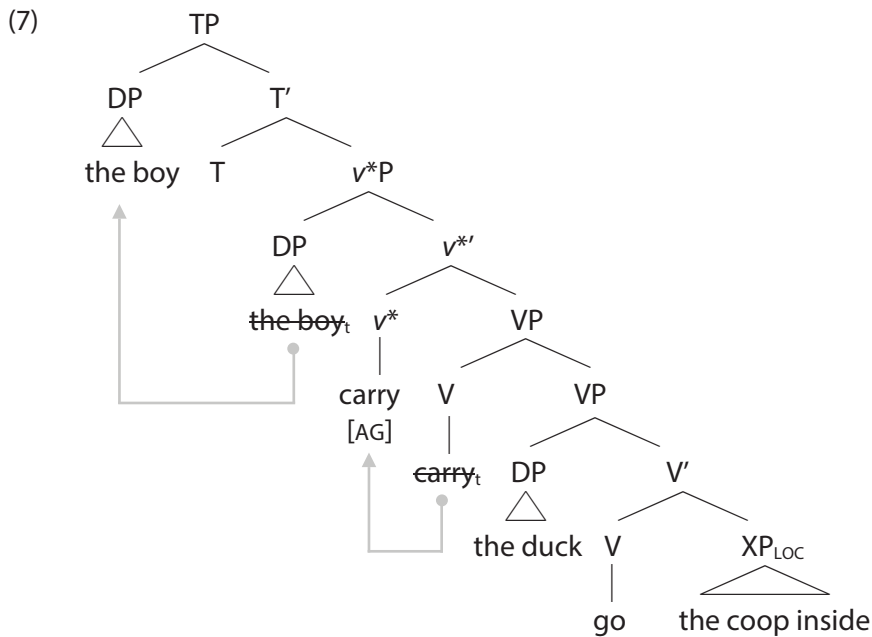 (7)
TP
DP T′
the boy T v*P
DP v*′
the boyt v* VP
carry V VP
[AG]
carryt DP V′
the duck V XPLOC
go the coop inside